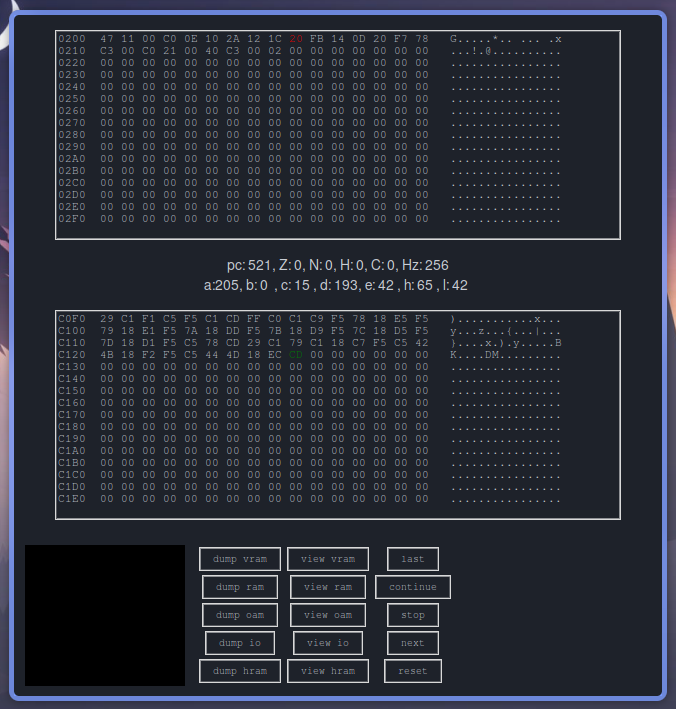 0200 47 11 00 C0 0E 10 2A 12 1C 20 FB 14 0D 20 F7 78 G.....*.. ... .x
0210 C3 00 C0 21 00 40 C3 00 02 00 00 00 00 00 00 00 ...!.@..........
0220 00 00 00 00 00 00 00 00 00 00 00 00 00 00 00 00 ................
0230 00 00 00 00 00 00 00 00 00 00 00 00 00 00 00 00 ................
0240 00 00 00 00 00 00 00 00 00 00 00 00 00 00 00 00 ................
0250 00 00 00 00 00 00 00 00 00 00 00 00 00 00 00 00 ................
0260 00 00 00 00 00 00 00 00 00 00 00 00 00 00 00 00 ................
0270 00 00 00 00 00 00 00 00 00 00 00 00 00 00 00 00 ................
0280 00 00 00 00 00 00 00 00 00 00 00 00 00 00 00 00 ................
0290 00 00 00 00 00 00 00 00 00 00 00 00 00 00 00 00 ................
02A0 00 00 00 00 00 00 00 00 00 00 00 00 00 00 00 00 ................
02B0 00 00 00 00 00 00 00 00 00 00 00 00 00 00 00 00 ................
02C0 00 00 00 00 00 00 00 00 00 00 00 00 00 00 00 00 ................
02D0 00 00 00 00 00 00 00 00 00 00 00 00 00 00 00 00 ................
02E0 00 00 00 00 00 00 00 00 00 00 00 00 00 00 00 00 ................
02F0 00 00 00 00 00 00 00 00 00 00 00 00 00 00 00 00 ................
pc: 521, Z: 0, N: 0, H: 0, C: 0, Hz: 256
a:205, b: 0 , c: 15 , d: 193, e: 42 , h: 65 , l: 42
C0F0 29 C1 F1 C5 F5 C1 CD FF C0 C1 C9 F5 78 18 E5 F5 )...........x...
C100 79 18 E1 F5 7A 18 DD F5 7B 18 D9 F5 7C 18 D5 F5 y...z...{...|...
C110 7D 18 D1 F5 C5 78 CD 29 C1 79 C1 18 C7 F5 C5 42 }....x.).y.....B
C120 4B 18 F2 F5 C5 44 4D 18 EC CD 00 00 00 00 00 00 K....DM.........
C130 00 00 00 00 00 00 00 00 00 00 00 00 00 00 00 00 ................
C140 00 00 00 00 00 00 00 00 00 00 00 00 00 00 00 00 ................
C150 00 00 00 00 00 00 00 00 00 00 00 00 00 00 00 00 ................
C160 00 00 00 00 00 00 00 00 00 00 00 00 00 00 00 00 ................
C170 00 00 00 00 00 00 00 00 00 00 00 00 00 00 00 00 ................
C180 00 00 00 00 00 00 00 00 00 00 00 00 00 00 00 00 ................
C190 00 00 00 00 00 00 00 00 00 00 00 00 00 00 00 00 ................
C1A0 00 00 00 00 00 00 00 00 00 00 00 00 00 00 00 00 ................
C1B0 00 00 00 00 00 00 00 00 00 00 00 00 00 00 00 00 ................
C1C0 00 00 00 00 00 00 00 00 00 00 00 00 00 00 00 00 ................
C1D0 00 00 00 00 00 00 00 00 00 00 00 00 00 00 00 00 ................
C1E0 00 00 00 00 00 00 00 00 00 00 00 00 00 00 00 00 ................
dump vram view vram last
dump ram view ram continue
dump oam view oam stop
dump io view io next
dump hram view hram reset